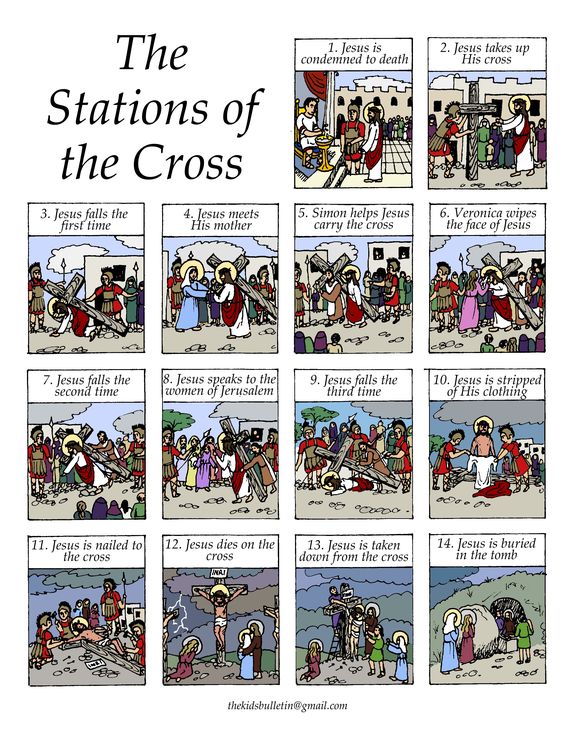 The
Stations of
the Cross
1. Jesus is
condemned to death
2. Jesus takes up
His cross
3. Jesus falls the
first time
4. Jesus meets
His mother
5. Simon helps Jesus
carry the cross
6. Veronica wipes
the face of Jesus
7. Jesus falls the
second time
8. Jesus speaks to the
women of Jerusalem
9. Jesus falls the
third time
10. Jesus is stripped
of His clothing
11. Jesus is nailed to
the cross
INRI
12. Jesus dies on the
cross
INRI
13. Jesus is taken
down from the cross
14. Jesus is buried
in the tomb
thekidsbulletin@gmail.com